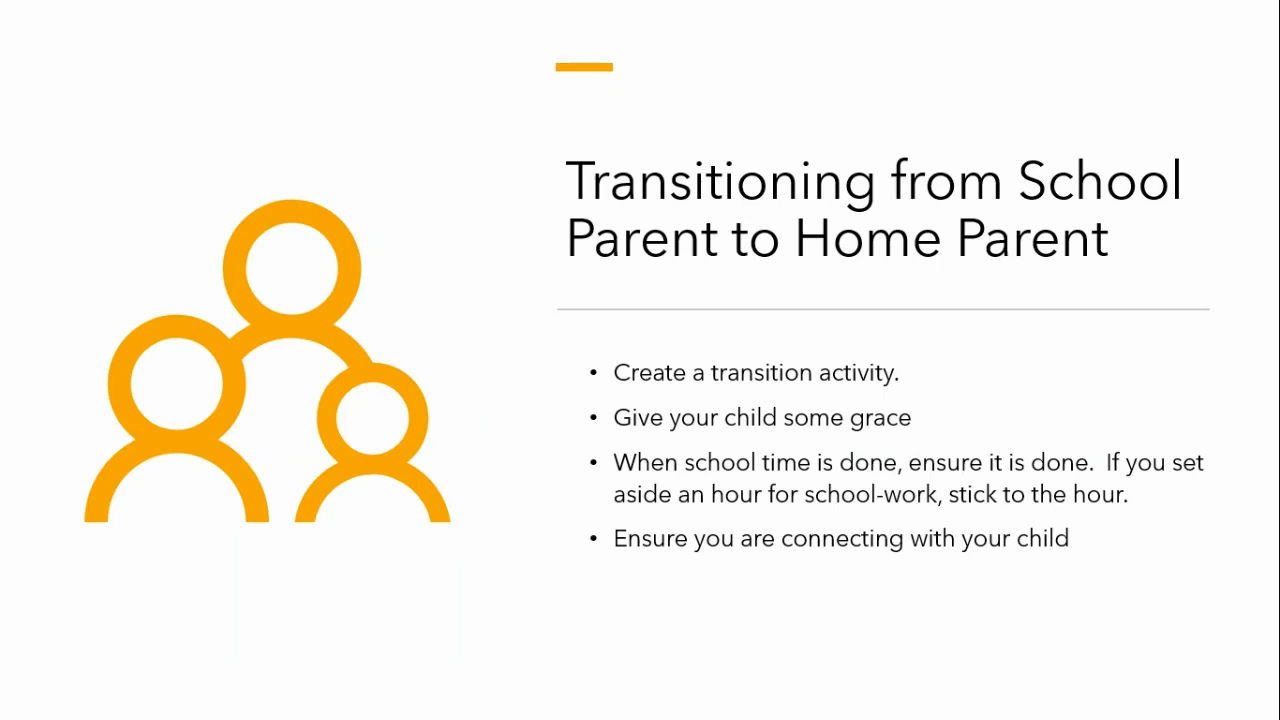 Transitioning from School
Parent to Home Parent
• Create a transition activity.
• Give your child some grace
• When school time is done, ensure it is done.  If you set
aside an hour for school-work, stick to the hour.
• Ensure you are connecting with your child